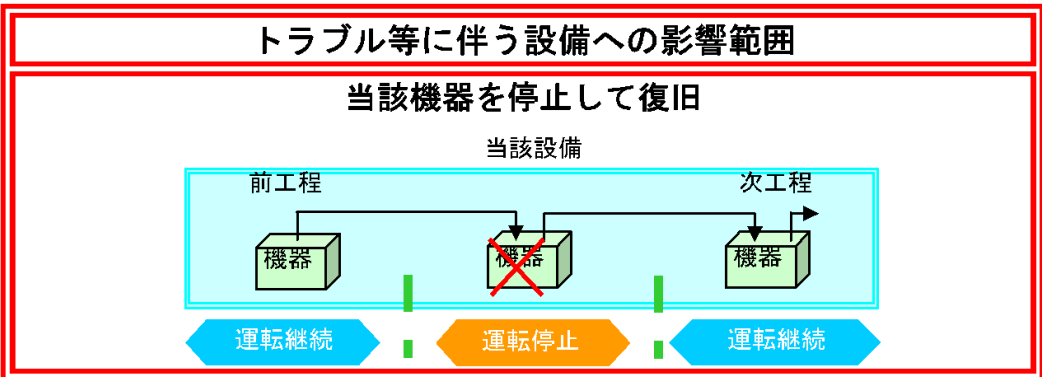 トラブル等に伴う設備への影響範囲
当該機器を停止して復旧
当該設備
前工程
次工程
機器
機器
機器
運転継続
運転停止
運転継続